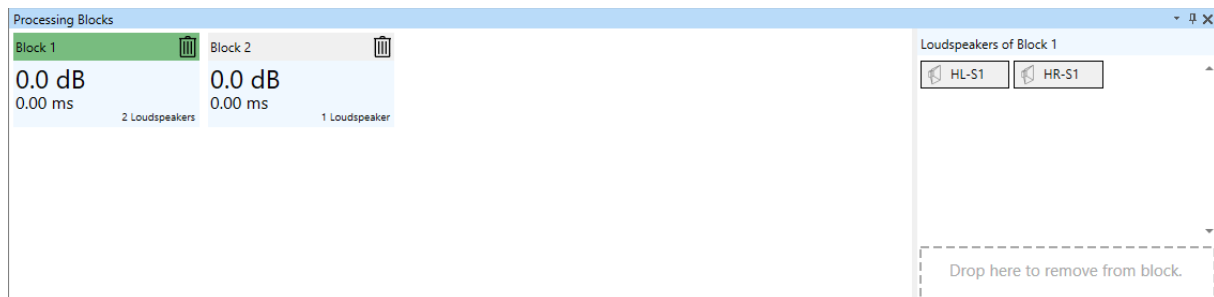 Processing Blocks
Block 1
0.0 dB
0.00 ms
2 Loudspeakers
Block 2
0.0 dB
0.00 ms
1 Loudspeaker
Loudspeakers of Block 1
HL-S1
HR-S1
Drop here to remove from block.